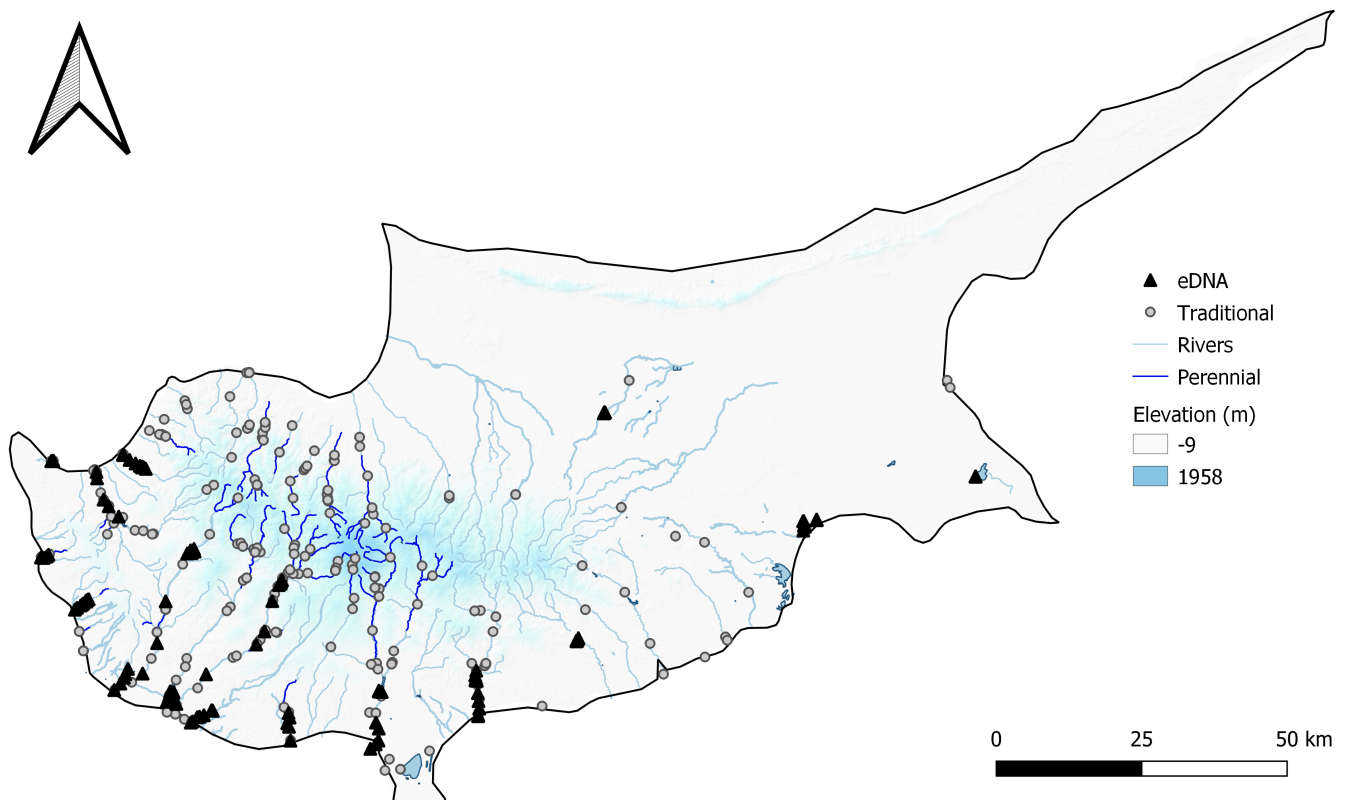 eDNA
Traditional
Rivers
Perennial
Elevation (m)
-9
1958
0 25 50 km